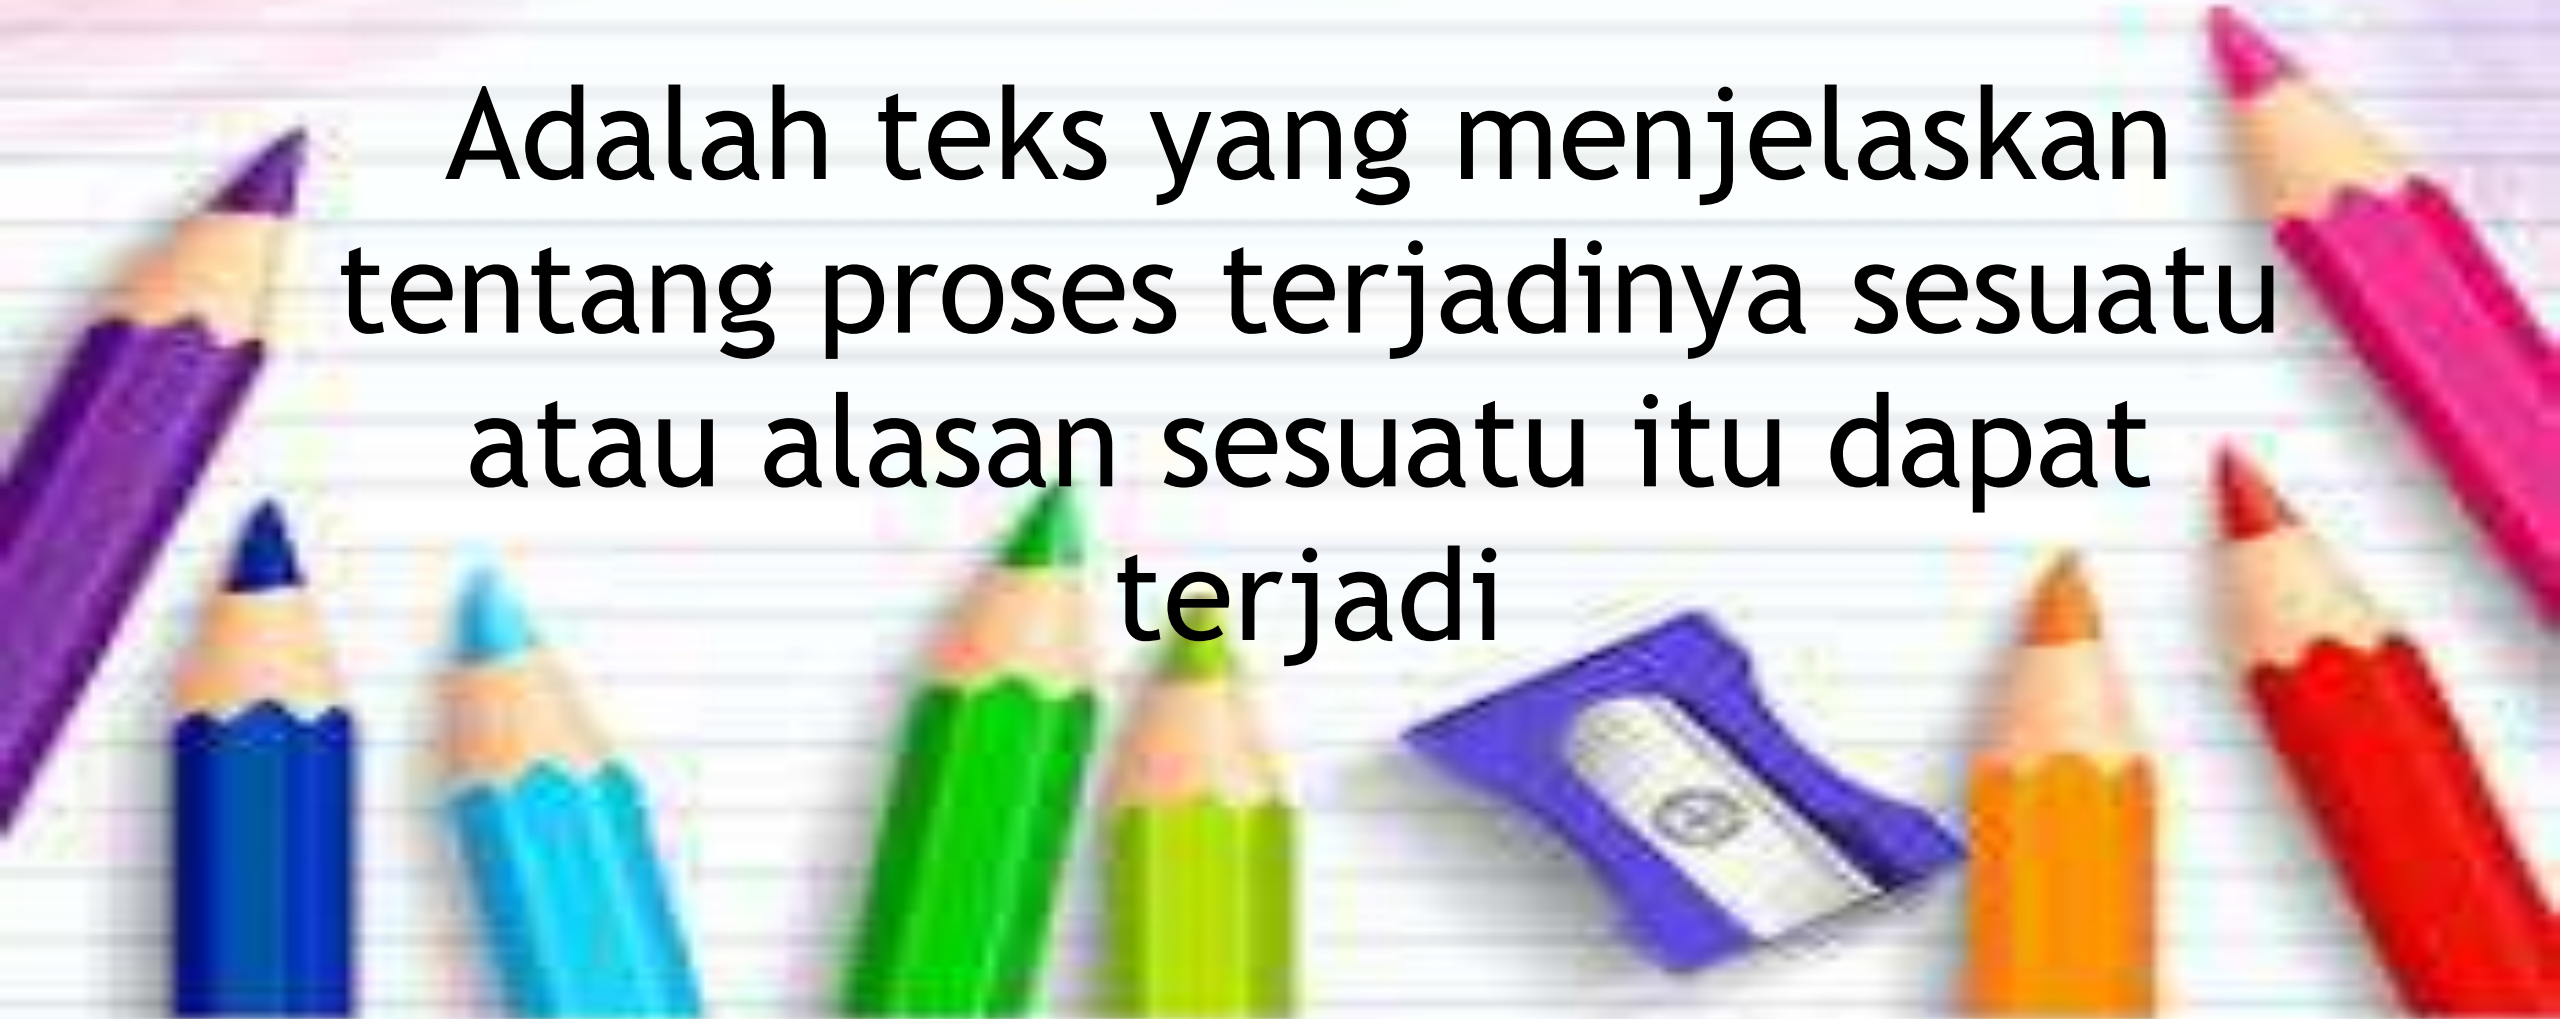 Adalah teks yang menjelaskan
tentang proses terjadinya sesuatu
atau alasan sesuatu itu dapat
terjadi